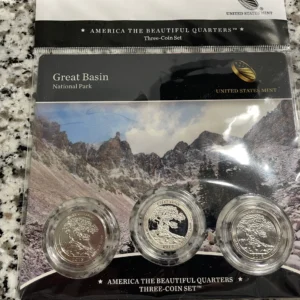 UNITED STATES MINT
AMERICA THE BEAUTIFUL QUARTERS™
Three-Coin Set
Great Basin
National Park
UNITED STATES MINT
AMERICA THE BEAUTIFUL QUARTERS
THREE-COIN SET